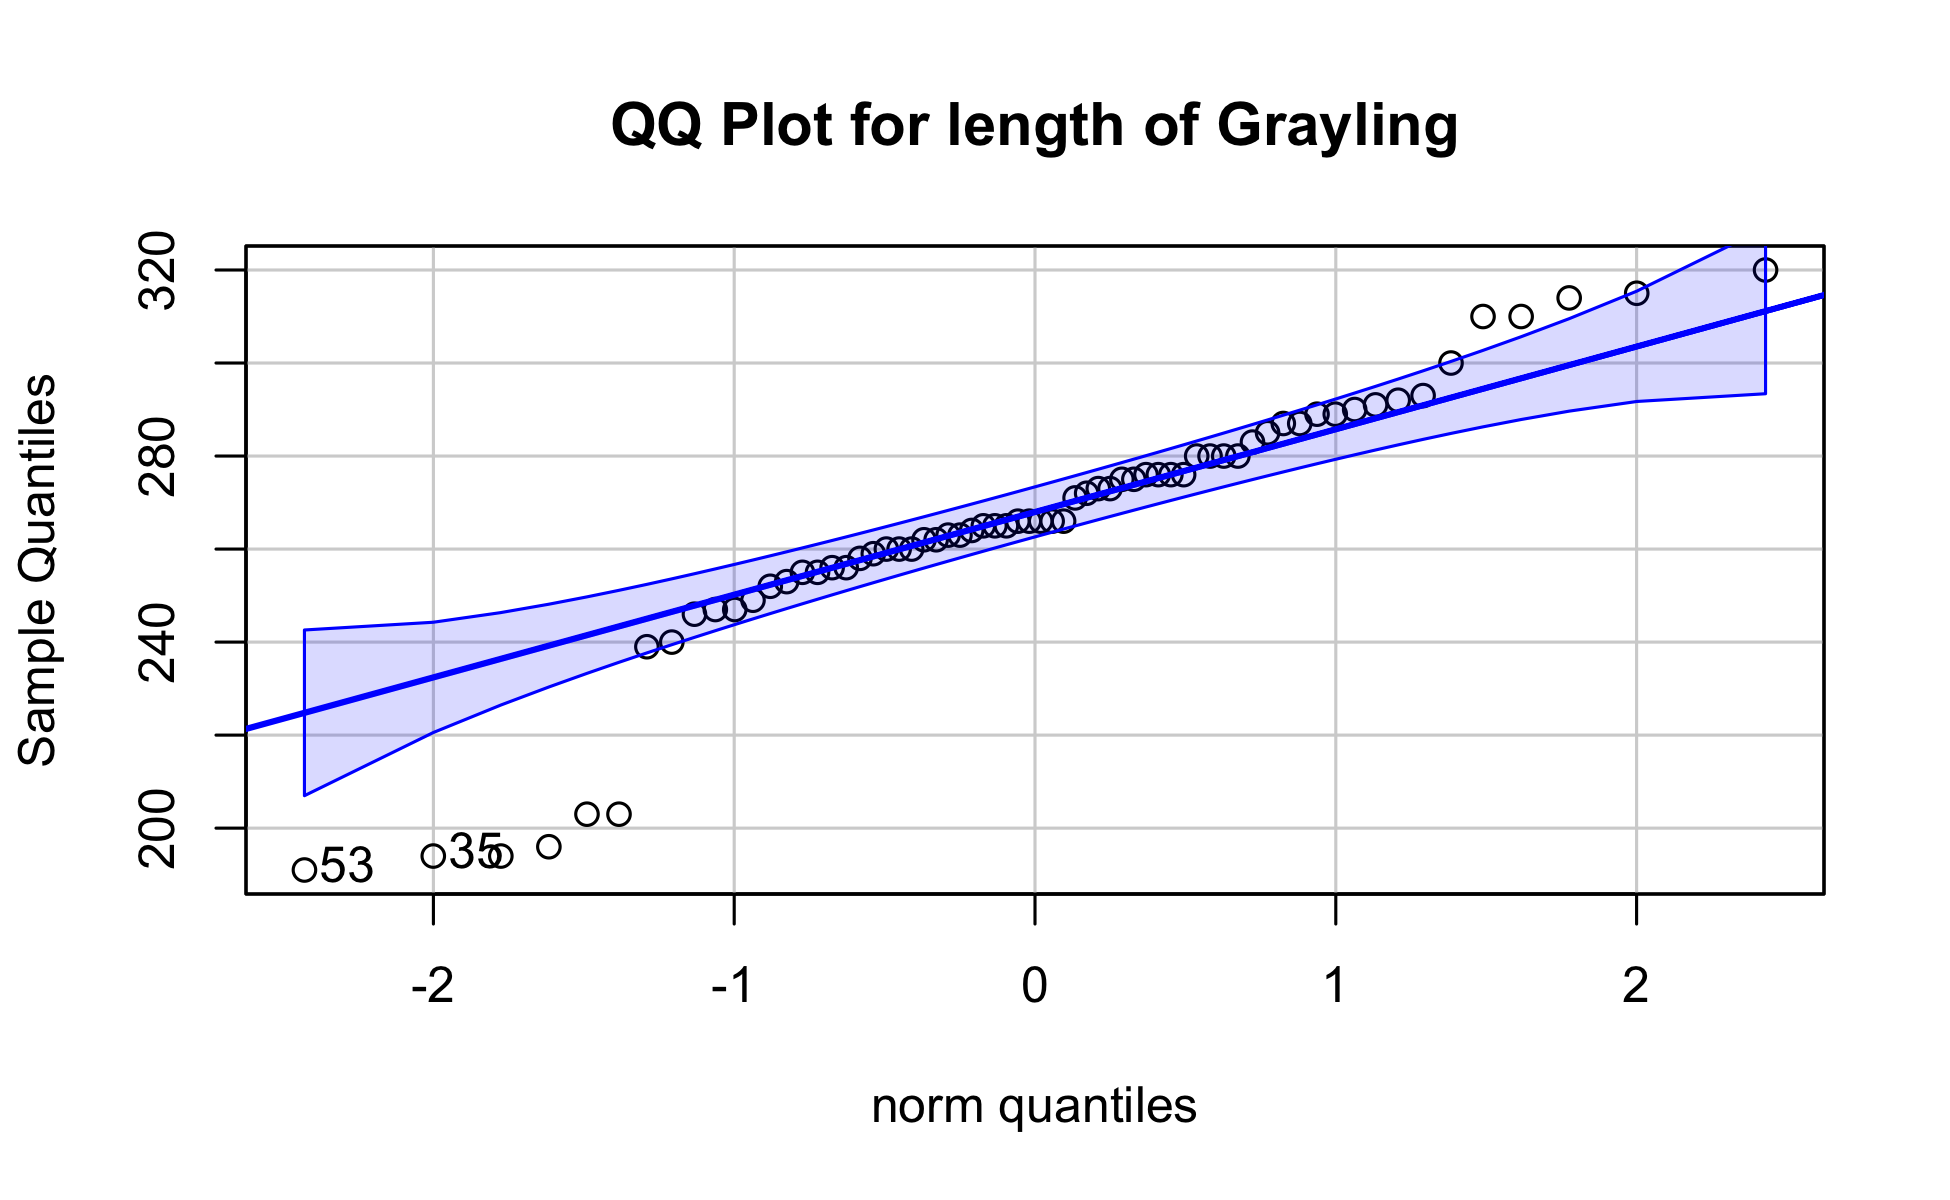 QQ Plot for length of Grayling
Sample Quantiles
320
280
240
200
53
35
-2 -1 0 1 2
norm quantiles